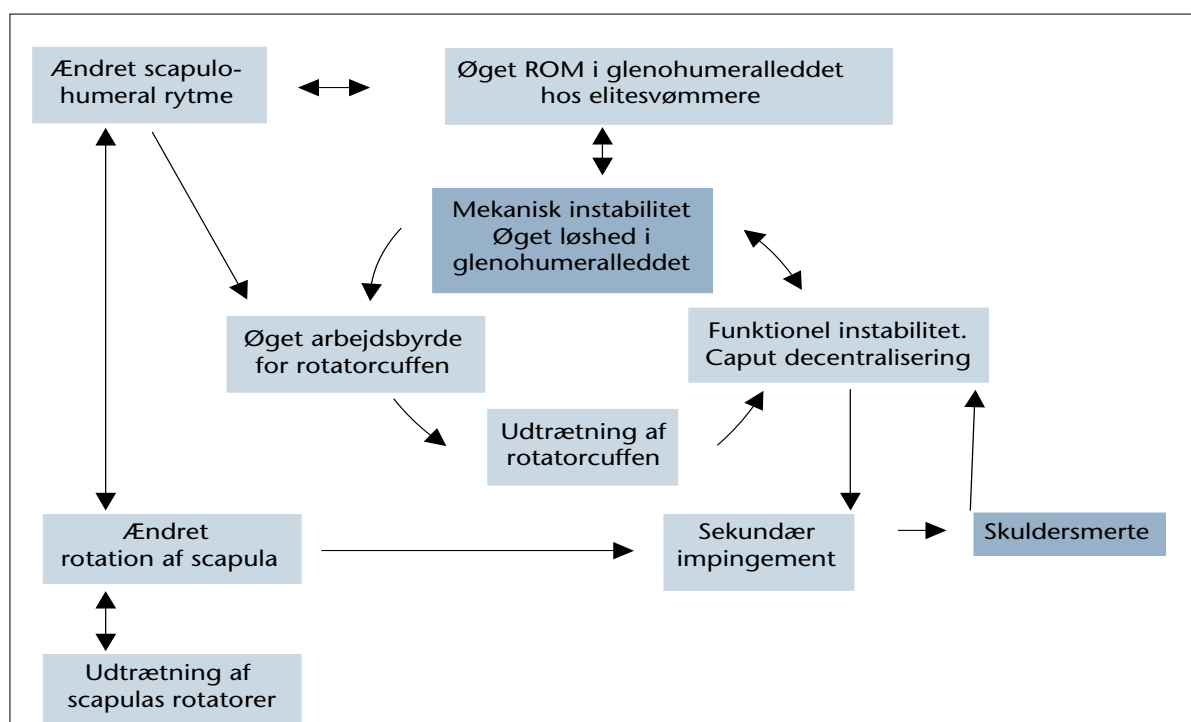 Ændret scapulo-
humeral rytme
Øget ROM i glenohumeralleddet
hos elitesvømmere
Mekanisk instabilitet
Øget løshed i
glenohumeralleddet
Øget arbejdsbyrde
for rotatorcuffen
Funktionel instabilitet.
Caput decentralisering
Udtrætning af
rotatorcuffen
Ændret
rotation af scapula
Sekundær
impingement
Skuldersmerte
Udtrætning af
scapulas rotatorer